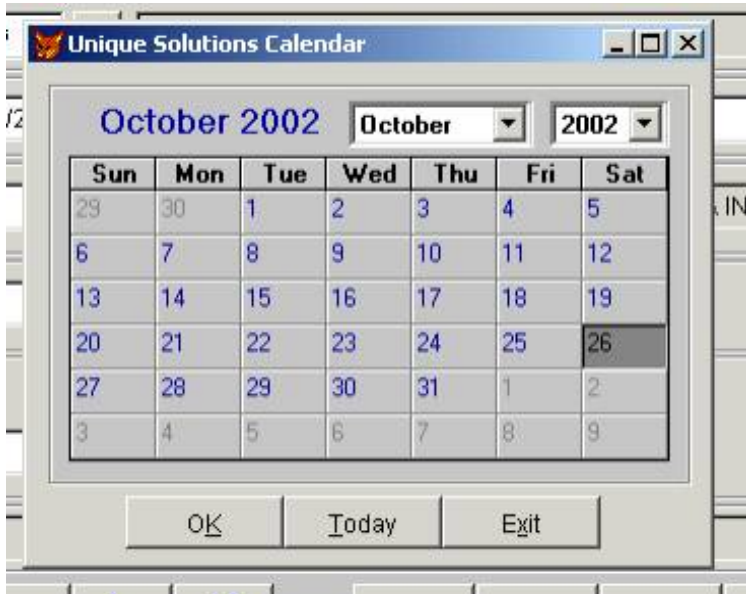 Unique Solutions Calendar
October 2002 October 2002
Sun Mon Tue Wed Thu Fri Sat
29 30 1 2 3 4 5
6 7 8 9 10 11 12
13 14 15 16 17 18 19
20 21 22 23 24 25 26
27 28 29 30 31 1 2
3 4 5 6 7 8 9
OK Today Exit
/2
IN